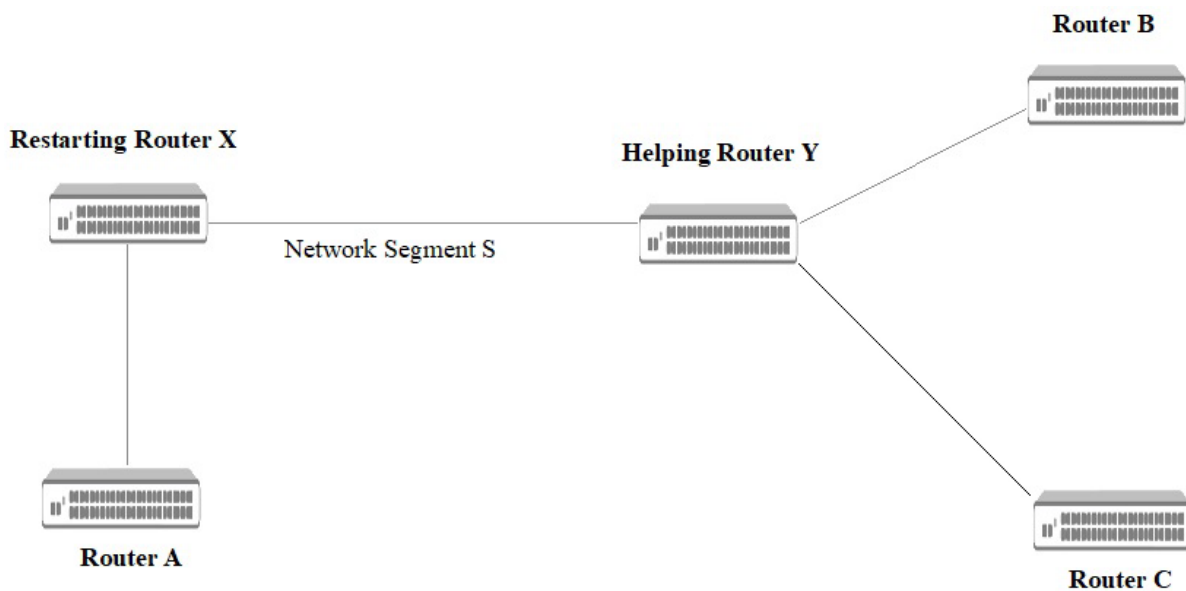 Router B
Restarting Router X
Helping Router Y
Network Segment S
Router A
Router C